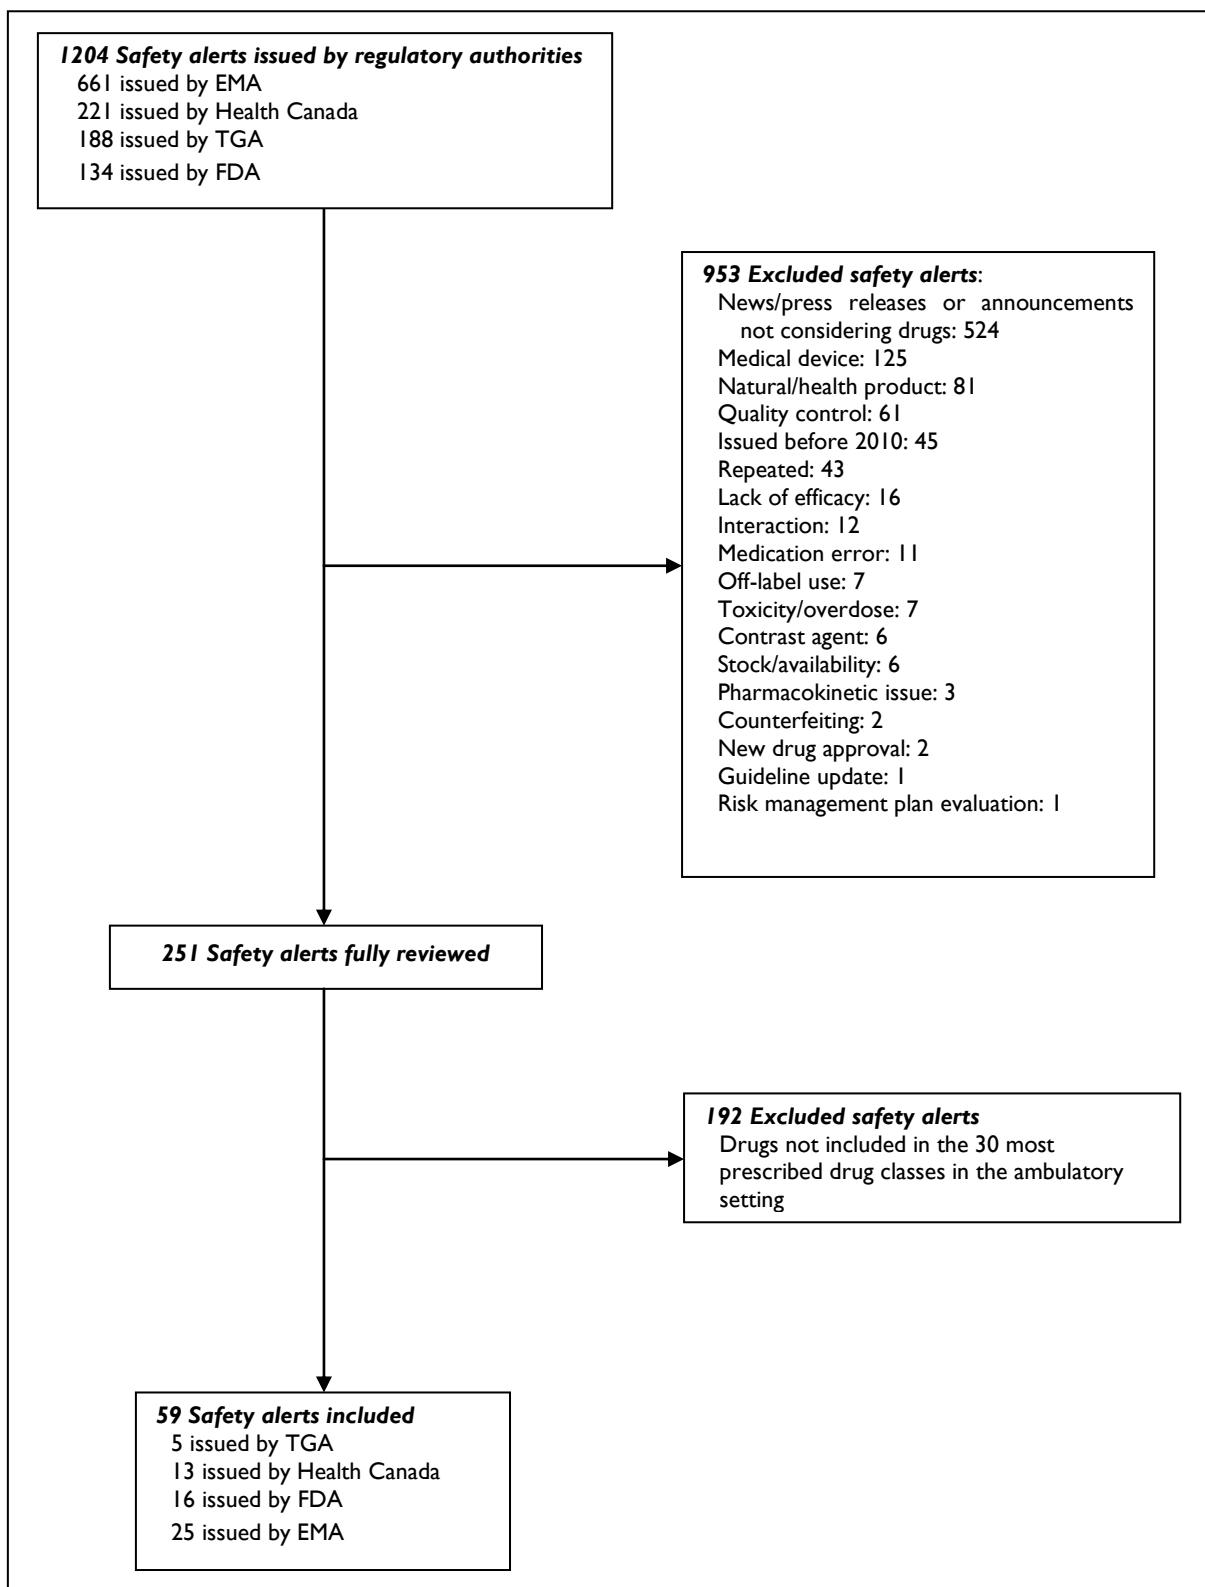 1204 Safety alerts issued by regulatory authorities
661 issued by EMA
221 issued by Health Canada
188 issued by TGA
134 issued by FDA
953 Excluded safety alerts:
News/press releases or announcements
not considering drugs: 524
Medical device: 125
Natural/health product: 81
Quality control: 61
Issued before 2010: 45
Repeated: 43
Lack of efficacy: 16
Interaction: 12
Medication error: 11
Off-label use: 7
Toxicity/overdose: 7
Contrast agent: 6
Stock/availability: 6
Pharmacokinetic issue: 3
Counterfeiting: 2
New drug approval: 2
Guideline update: 1
Risk management plan evaluation: 1
251 Safety alerts fully reviewed
192 Excluded safety alerts
Drugs not included in the 30 most
prescribed drug classes in the ambulatory
setting
59 Safety alerts included
5 issued by TGA
13 issued by Health Canada
16 issued by FDA
25 issued by EMA